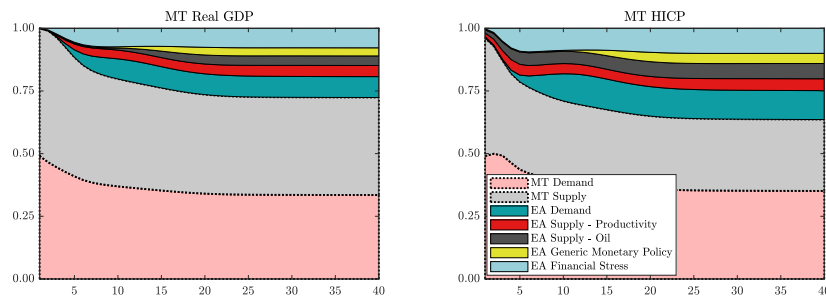 MT Real GDP
1.00
0.75
0.50
0.25
0.00
5 10 15 20 25 30 35 40
MT HICP
1.00
0.75
0.50
0.25
0.00
MT Demand
MT Supply
EA Demand
EA Supply - Productivity
EA Supply - Oil
EA Generic Monetary Policy
EA Financial Stress
5 10 15 20 25 30 35 40